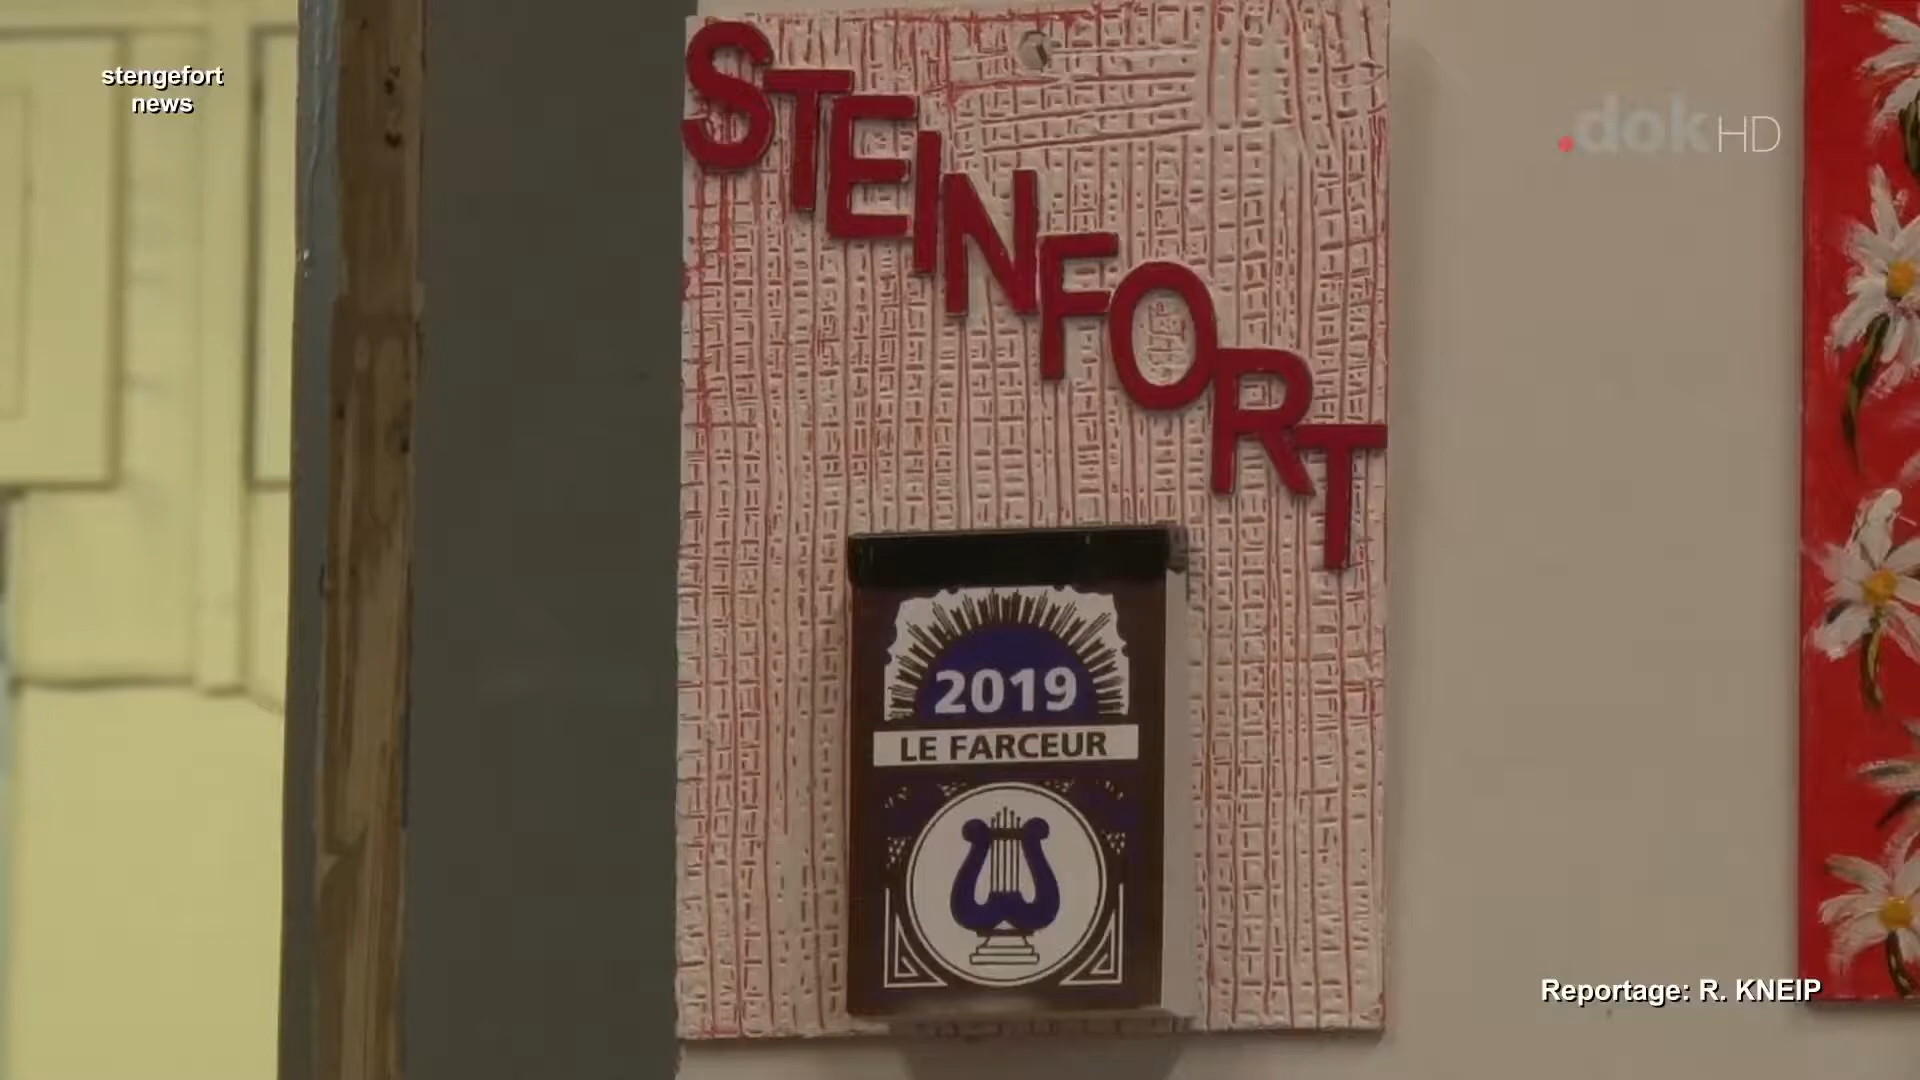 stengefort
news
.dok HD
STEINFORT
2019
LE FARCEUR
Reportage: R. KNEIP